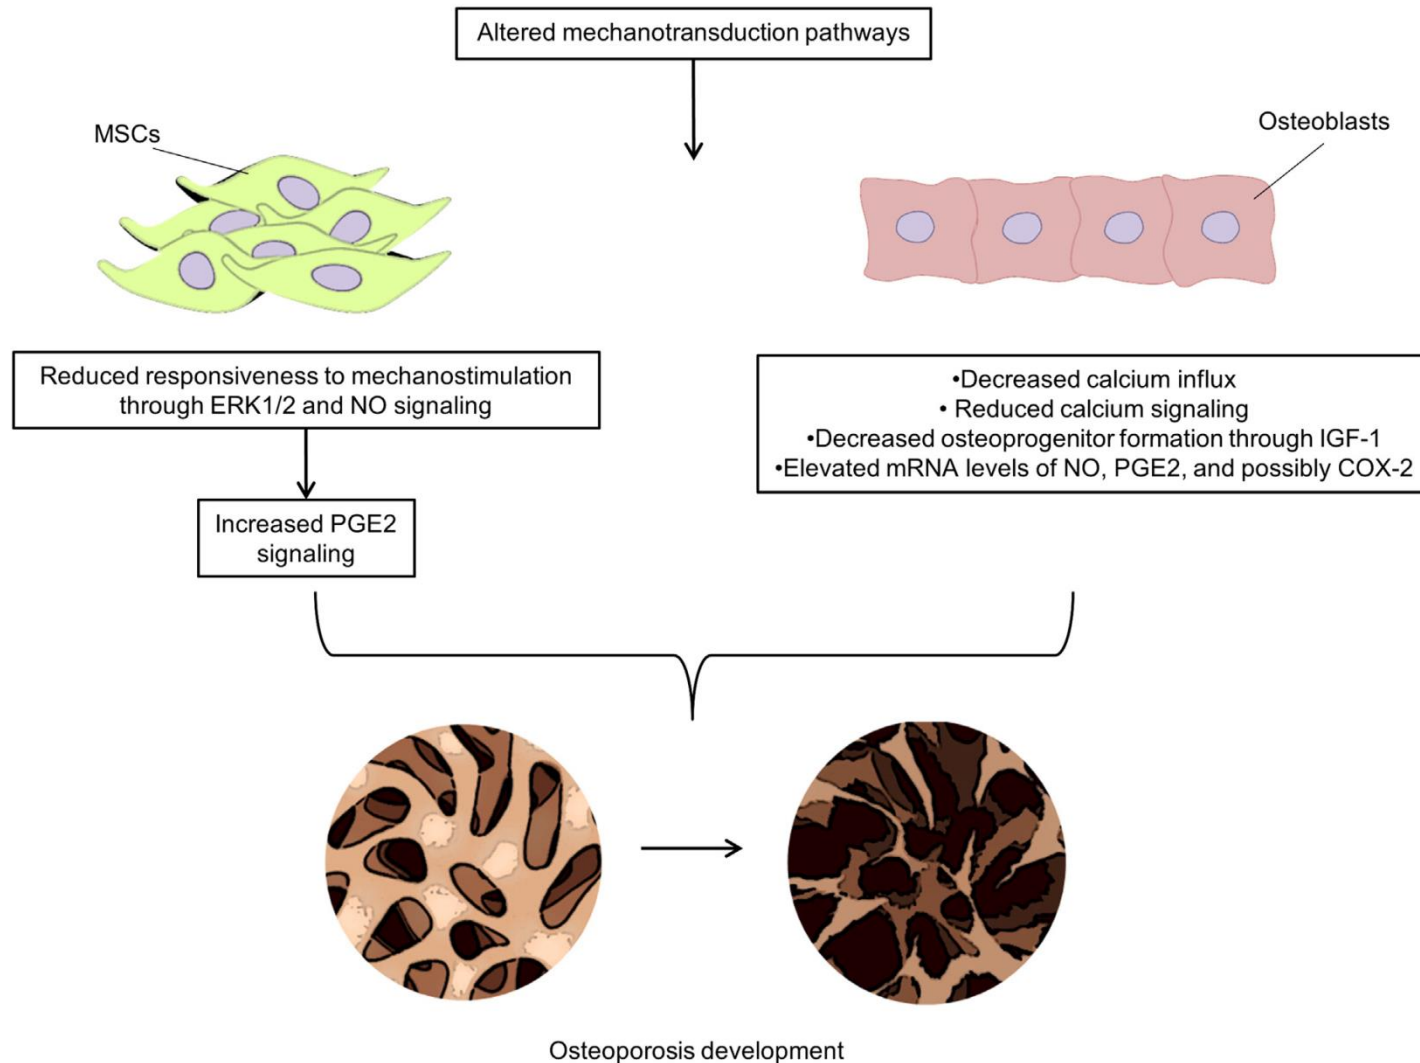 Altered mechanotransduction pathways
MSCs
Osteoblasts
Reduced responsiveness to mechanostimulation
through ERK1/2 and NO signaling
•Decreased calcium influx
• Reduced calcium signaling
•Decreased osteoprogenitor formation through IGF-1
•Elevated mRNA levels of NO, PGE2, and possibly COX-2
Increased PGE2
signaling
Osteoporosis development